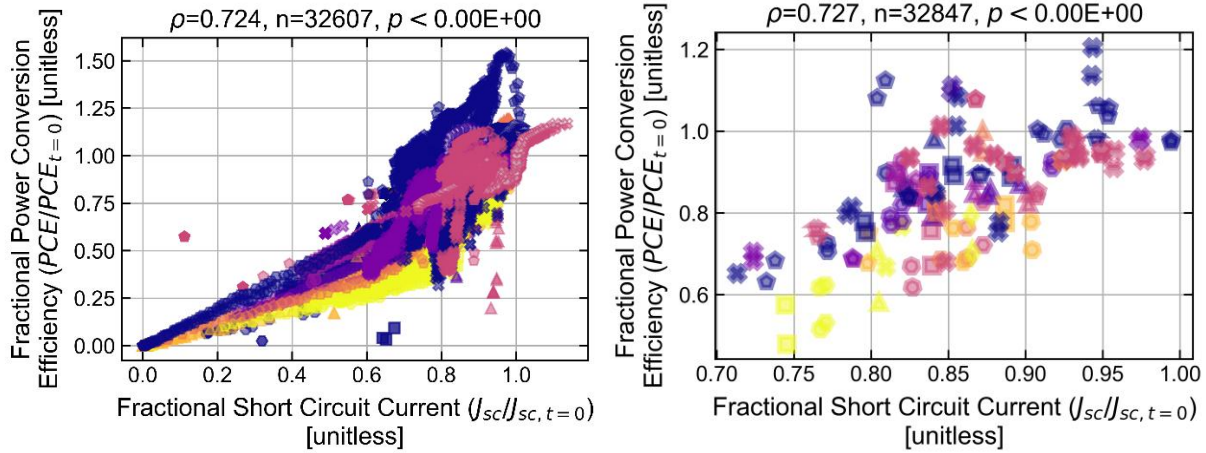 ρ=0.724, n=32607, p < 0.00E+00
Fractional Power Conversion
Efficiency (PCE/PCE_{t=0}) [unitless]
1.50
1.25
1.00
0.75
0.50
0.25
0.00
0.0 0.2 0.4 0.6 0.8 1.0
Fractional Short Circuit Current (J_{sc}/J_{sc, t=0})
[unitless]
ρ=0.727, n=32847, p < 0.00E+00
Fractional Power Conversion
Efficiency (PCE/PCE_{t=0}) [unitless]
1.2
1.0
0.8
0.6
0.70 0.75 0.80 0.85 0.90 0.95 1.00
Fractional Short Circuit Current (J_{sc}/J_{sc, t=0})
[unitless]